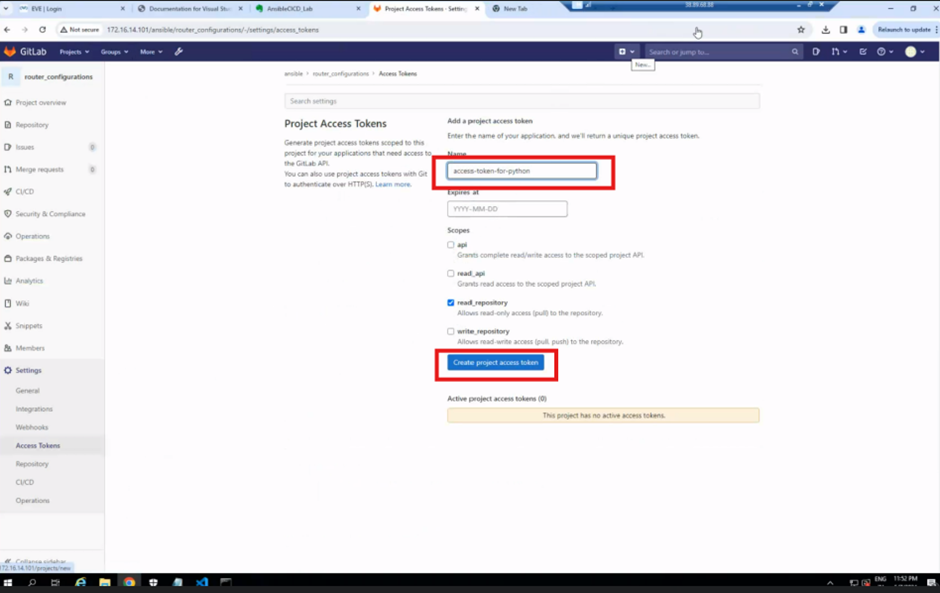 EVE | Login
Documentation for Visual Stu
AnsibleCICD_Lab
Project Access Tokens · Settin
New Tab
Not secure
172.16.14.101/ansible/router_configurations/-/settings/access_tokens
Relaunch to update
GitLab
Projects
Groups
More
Search or jump to...
New...
R
router_configurations
Project overview
Repository
Issues
0
Merge requests
0
CI/CD
Security & Compliance
Operations
Packages & Registries
Analytics
Wiki
Snippets
Members
Settings
General
Integrations
Webhooks
Access Tokens
Repository
CI/CD
Operations
Collapse sidebar
172.16.14.101/projects/new
ansible › router_configurations › Access Tokens
Search settings
Project Access Tokens
Generate project access tokens scoped to this
project for your applications that need access to
the GitLab API.
You can also use project access tokens with Git
to authenticate over HTTP(S). Learn more.
Add a project access token
Enter the name of your application, and we'll return a unique project access token.
Name
access-token-for-python
Expires at
YYYY-MM-DD
Scopes
api
Grants complete read/write access to the scoped project API.
read_api
Grants read access to the scoped project API.
read_repository
Allows read-only access (pull) to the repository.
write_repository
Allows read-write access (pull, push) to the repository.
Create project access token
Active project access tokens (0)
This project has no active access tokens.
ENG
11:52 PM